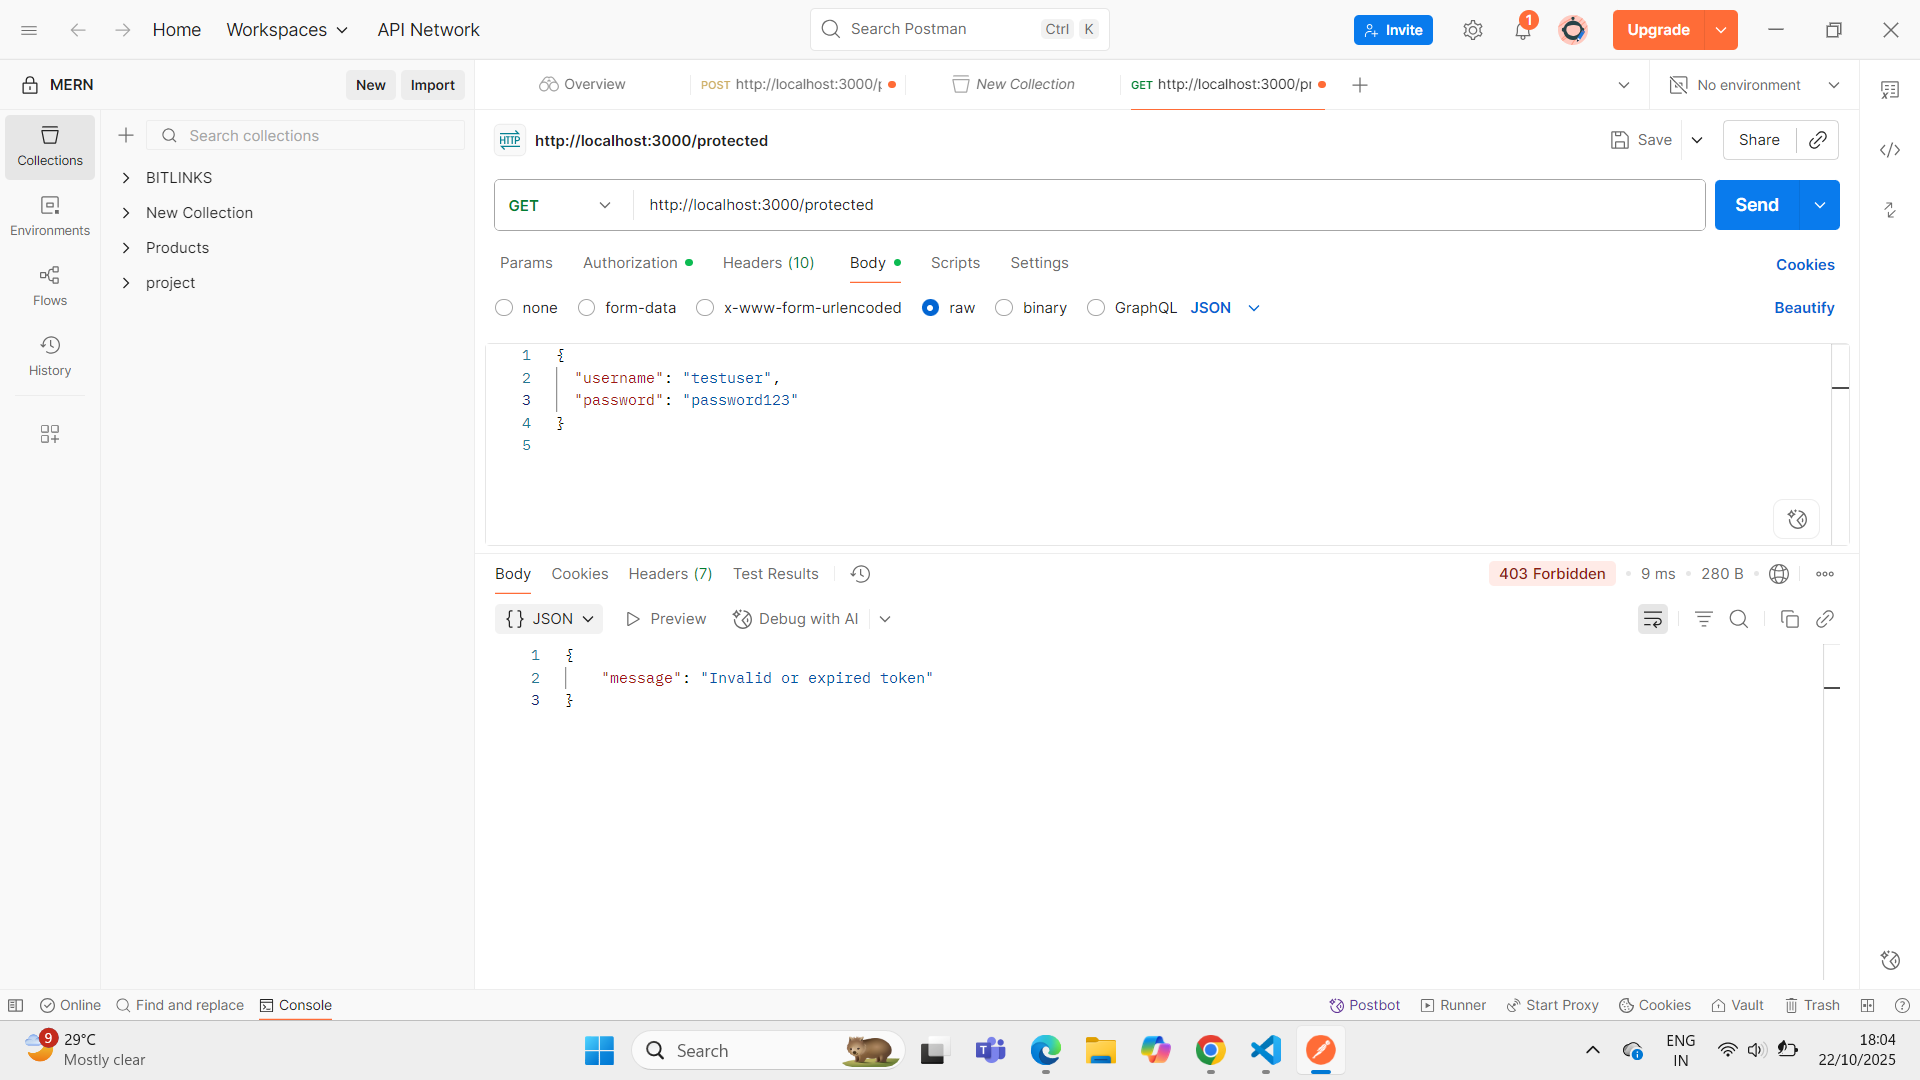 Home
Workspaces
API Network
Search Postman
Ctrl K
Invite
1
Upgrade
MERN
New
Import
Overview
POST http://localhost:3000/p
New Collection
GET http://localhost:3000/pr
No environment
Collections
Environments
Flows
History
Search collections
BITLINKS
New Collection
Products
project
HTTP
http://localhost:3000/protected
Save
Share
GET
http://localhost:3000/protected
Send
Params
Authorization
Headers (10)
Body
Scripts
Settings
Cookies
none
form-data
x-www-form-urlencoded
raw
binary
GraphQL
JSON
Beautify
1 {
2 "username": "testuser",
3 "password": "password123"
4 }
5
Body
Cookies
Headers (7)
Test Results
403 Forbidden
9 ms
280 B
{} JSON
Preview
Debug with AI
1 {
2 "message": "Invalid or expired token"
3 }
Online
Find and replace
Console
Postbot
Runner
Start Proxy
Cookies
Vault
Trash
9
29°C
Mostly clear
Search
ENG
IN
18:04
22/10/2025